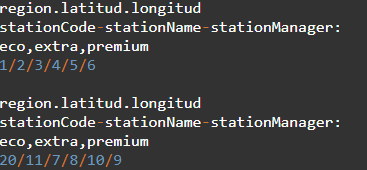 region.latitud.longitud
stationCode-stationName-stationManager:
eco,extra,premium
1/2/3/4/5/6
region.latitud.longitud
stationCode-stationName-stationManager:
eco,extra,premium
20/11/7/8/10/9